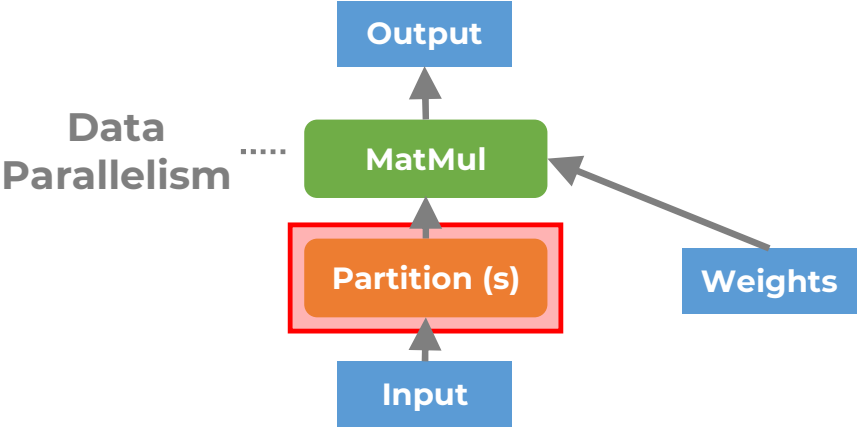 Output
Data
Parallelism
.....
MatMul
Partition (s)
Weights
Input